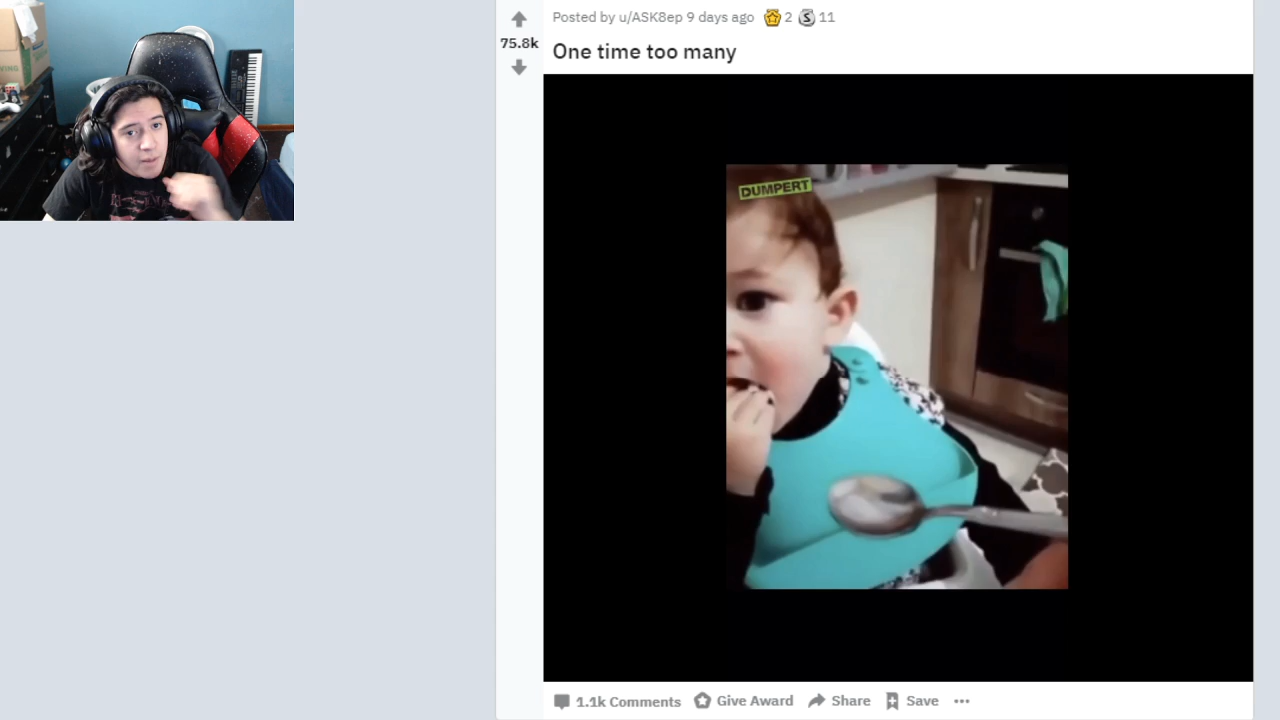 Posted by u/ASK8ep 9 days ago 2 11
75.8k
One time too many
DUMPERT
1.1k Comments Give Award Share Save